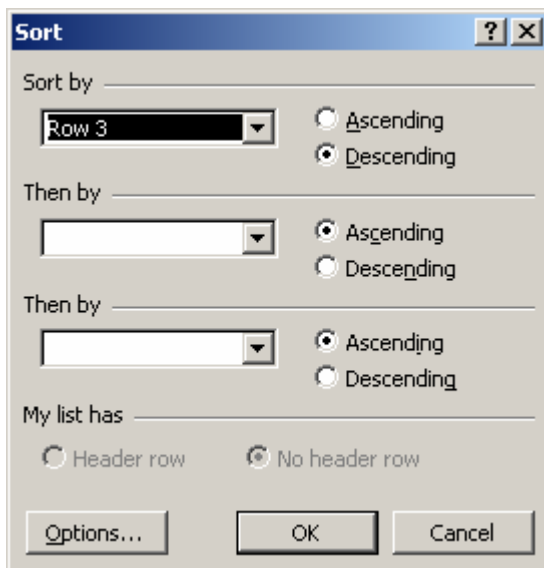 Sort
Sort by
Row 3
Ascending
Descending
Then by
Ascending
Descending
Then by
Ascending
Descending
My list has
Header row
No header row
Options...
OK
Cancel